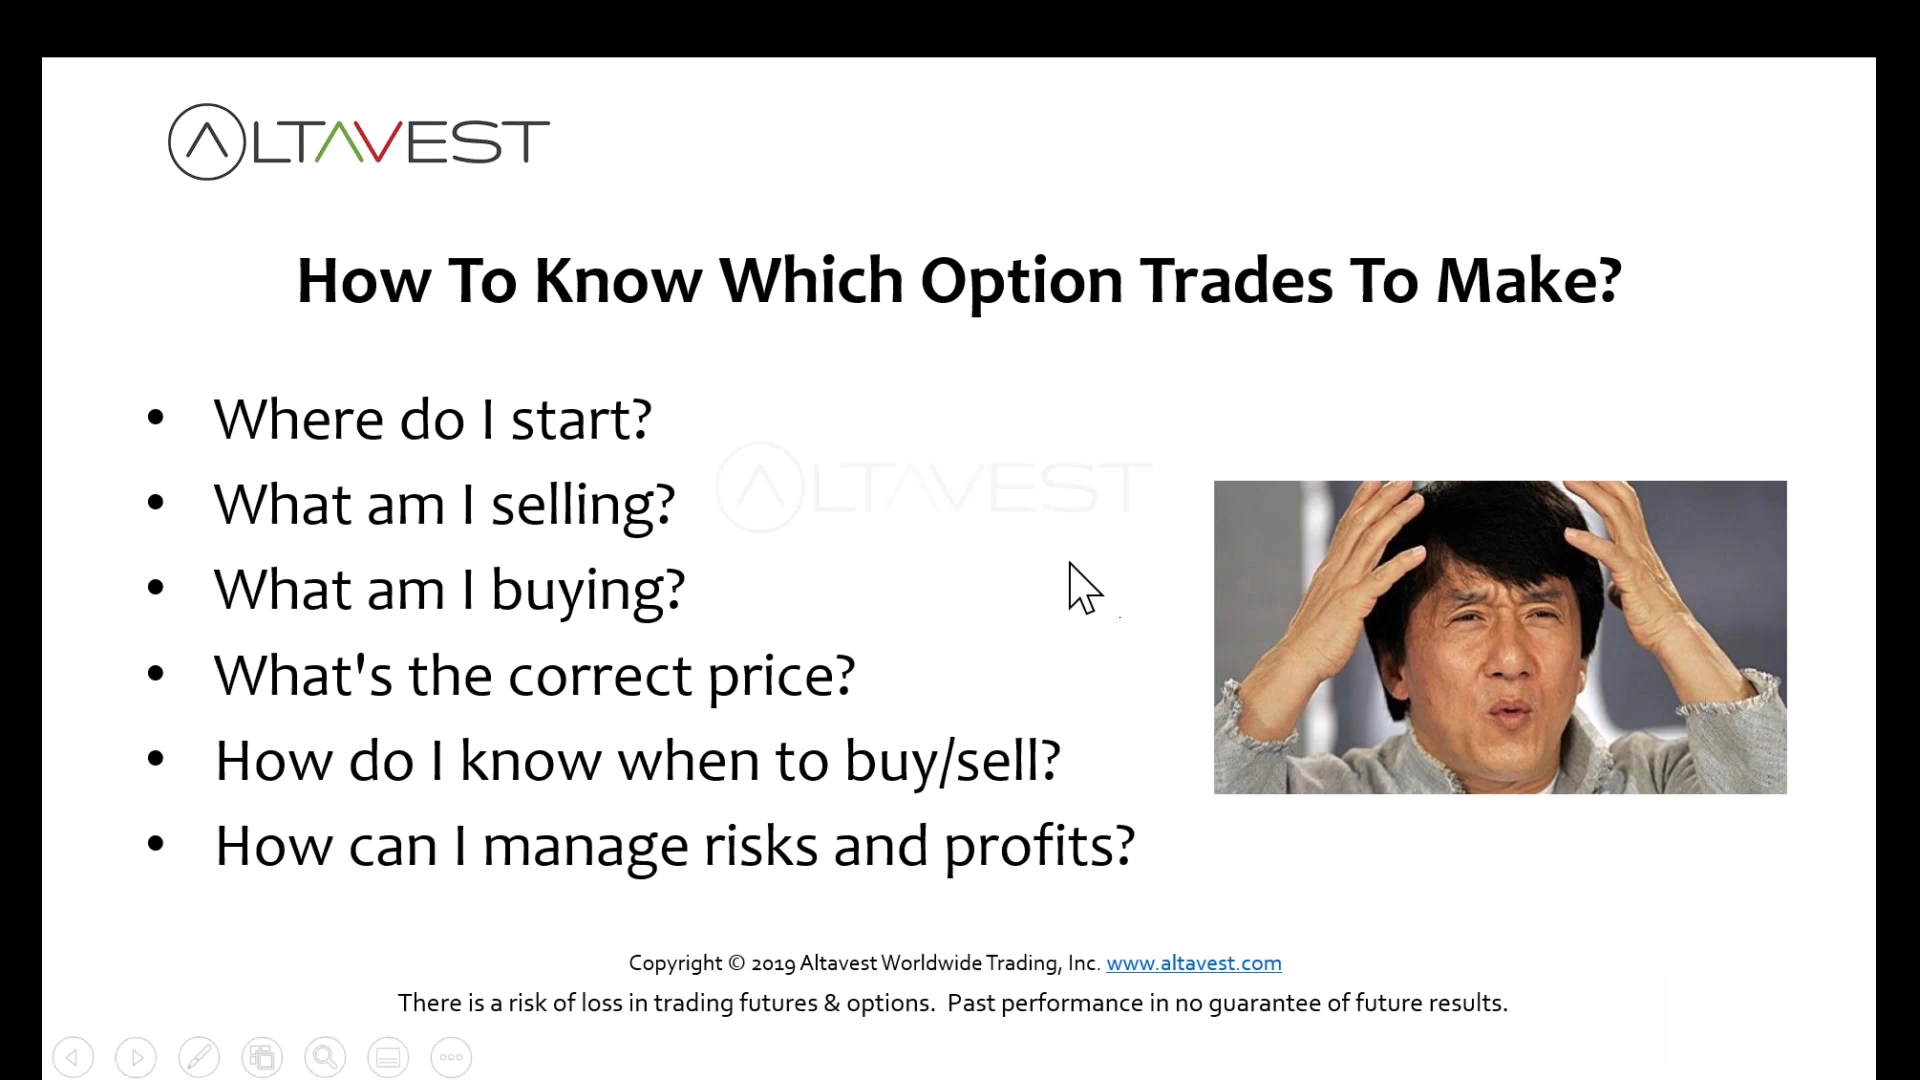 ALTAVEST
How To Know Which Option Trades To Make?
• Where do I start?
• What am I selling?
ALTAVEST
• What am I buying?
• What's the correct price?
• How do I know when to buy/sell?
• How can I manage risks and profits?
Copyright © 2019 Altavest Worldwide Trading, Inc. www.altavest.com
There is a risk of loss in trading futures & options.  Past performance in no guarantee of future results.